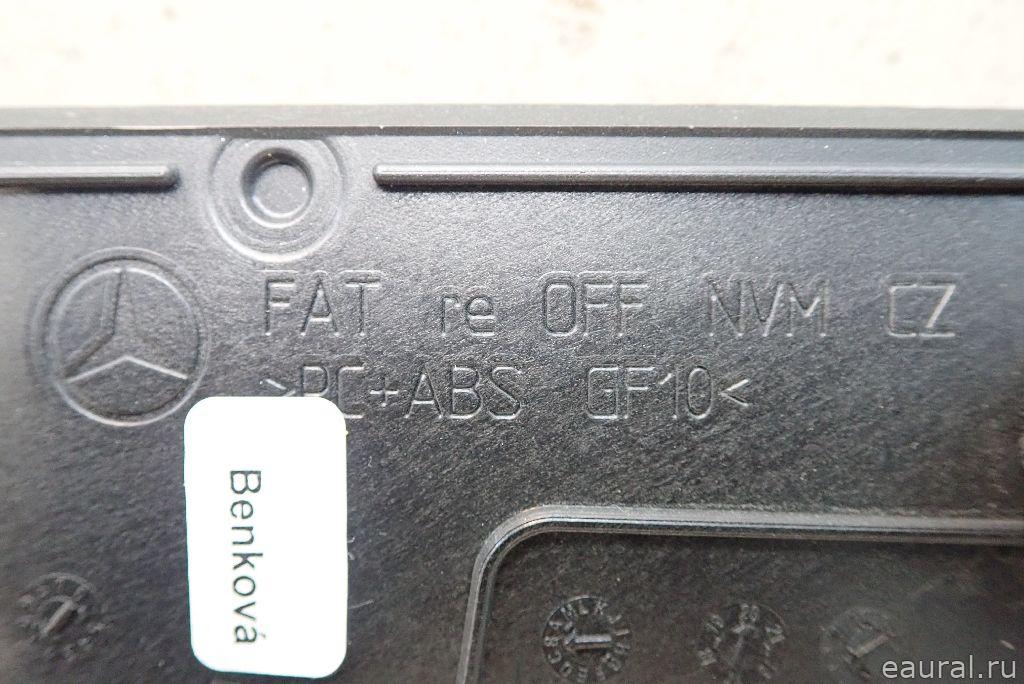 FAT re OFF NVM CZ
>PC+ABS GF10<
Benková
eaural.ru